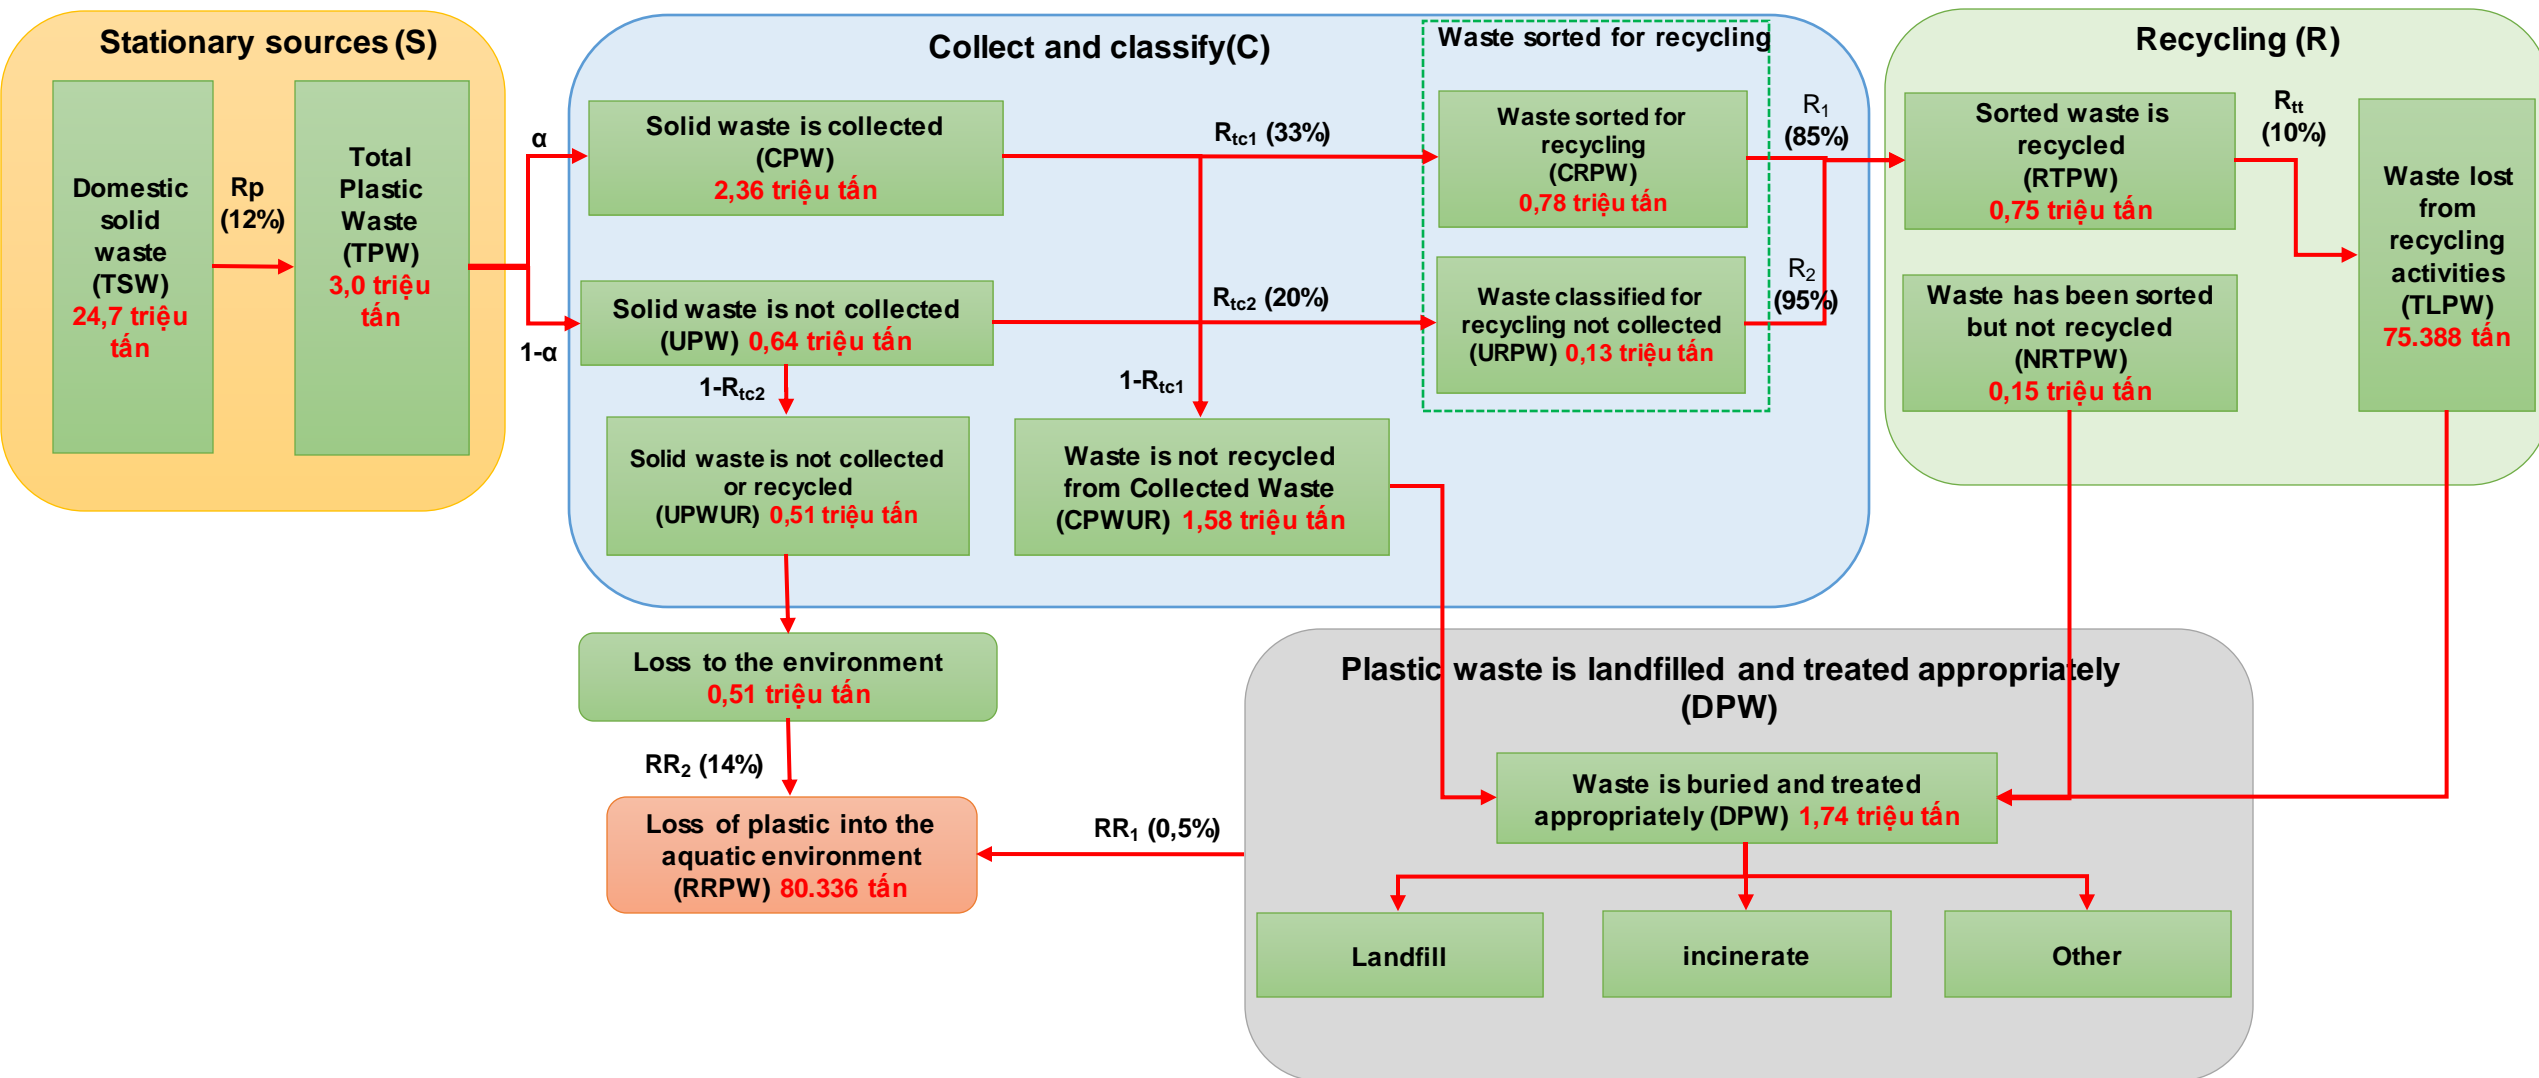 Stationary sources (S)
Domestic
solid
waste
(TSW)
24,7 triệu
tấn
Rp
(12%)
Total
Plastic
Waste
(TPW)
3,0 triệu
tấn
α
1-α
Collect and classify(C)
Solid waste is collected
(CPW)
2,36 triệu tấn
Solid waste is not collected
(UPW) 0,64 triệu tấn
1-Rtc2
Solid waste is not collected
or recycled
(UPWUR) 0,51 triệu tấn
Rtc1 (33%)
Rtc2 (20%)
1-Rtc1
Waste is not recycled
from Collected Waste
(CPWUR) 1,58 triệu tấn
Waste sorted for recycling
Waste sorted for
recycling
(CRPW)
0,78 triệu tấn
Waste classified for
recycling not collected
(URPW) 0,13 triệu tấn
R1
(85%)
R2
(95%)
Recycling (R)
Sorted waste is
recycled
(RTPW)
0,75 triệu tấn
Waste has been sorted
but not recycled
(NRTPW)
0,15 triệu tấn
Rtt
(10%)
Waste lost
from
recycling
activities
(TLPW)
75.388 tấn
Loss to the environment
0,51 triệu tấn
RR2 (14%)
Loss of plastic into the
aquatic environment
(RRPW) 80.336 tấn
RR1 (0,5%)
Plastic waste is landfilled and treated appropriately
(DPW)
Waste is buried and treated
appropriately (DPW) 1,74 triệu tấn
Landfill
incinerate
Other